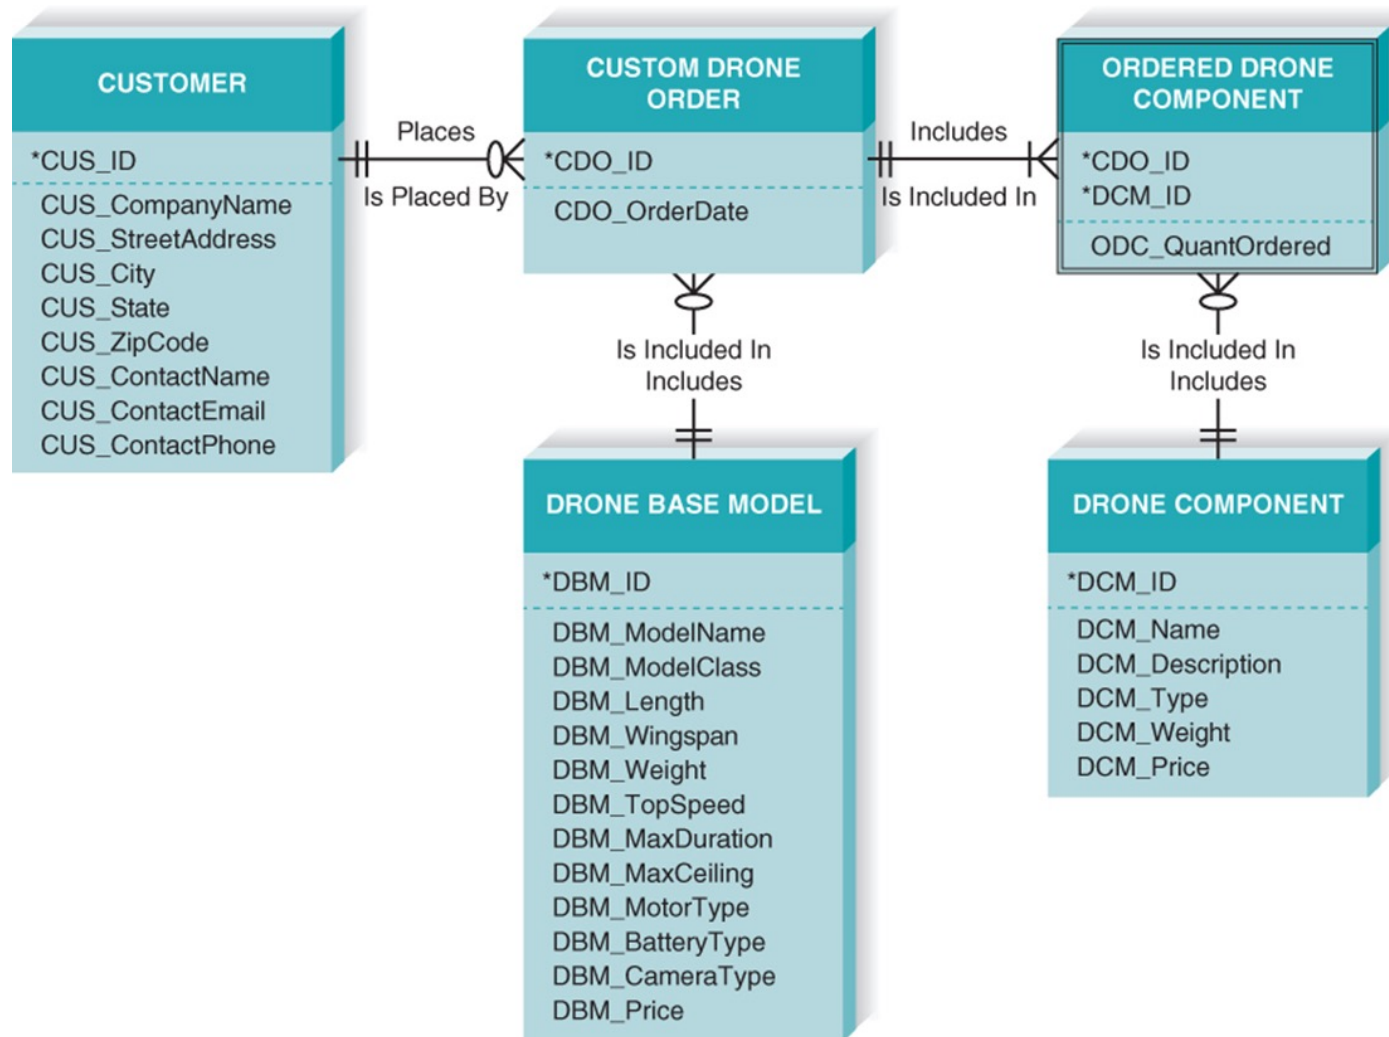 CUSTOMER
*CUS_ID
CUS_CompanyName
CUS_StreetAddress
CUS_City
CUS_State
CUS_ZipCode
CUS_ContactName
CUS_ContactEmail
CUS_ContactPhone
Places
Is Placed By
CUSTOM DRONE
ORDER
*CDO_ID
CDO_OrderDate
Includes
Is Included In
ORDERED DRONE
COMPONENT
*CDO_ID
*DCM_ID
ODC_QuantOrdered
Is Included In
Includes
DRONE BASE MODEL
*DBM_ID
DBM_ModelName
DBM_ModelClass
DBM_Length
DBM_Wingspan
DBM_Weight
DBM_TopSpeed
DBM_MaxDuration
DBM_MaxCeiling
DBM_MotorType
DBM_BatteryType
DBM_CameraType
DBM_Price
Is Included In
Includes
DRONE COMPONENT
*DCM_ID
DCM_Name
DCM_Description
DCM_Type
DCM_Weight
DCM_Price